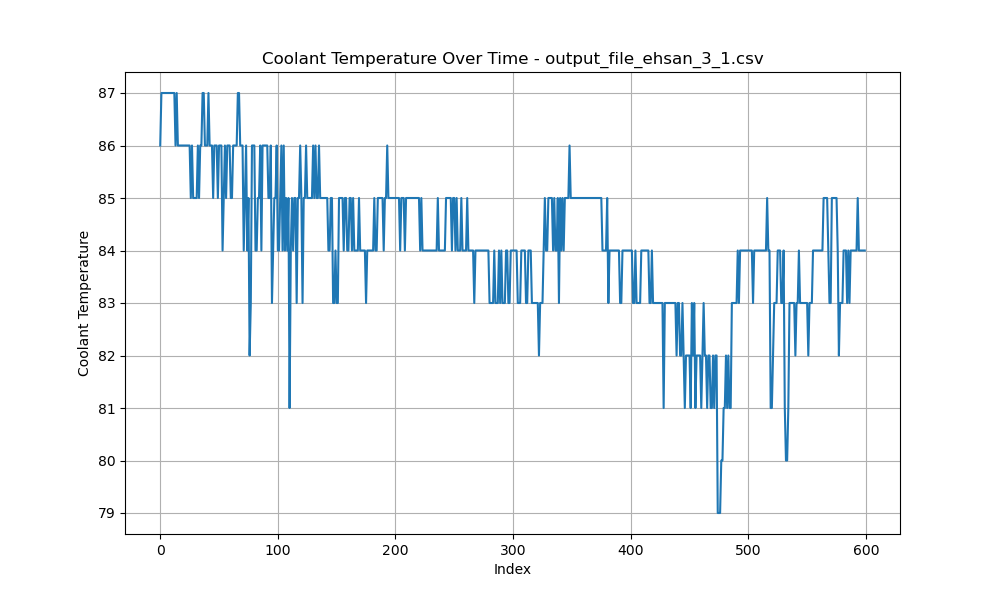 Coolant Temperature Over Time - output_file_ehsan_3_1.csv
87
86
85
84
83
82
81
80
79
Coolant Temperature
0 100 200 300 400 500 600
Index